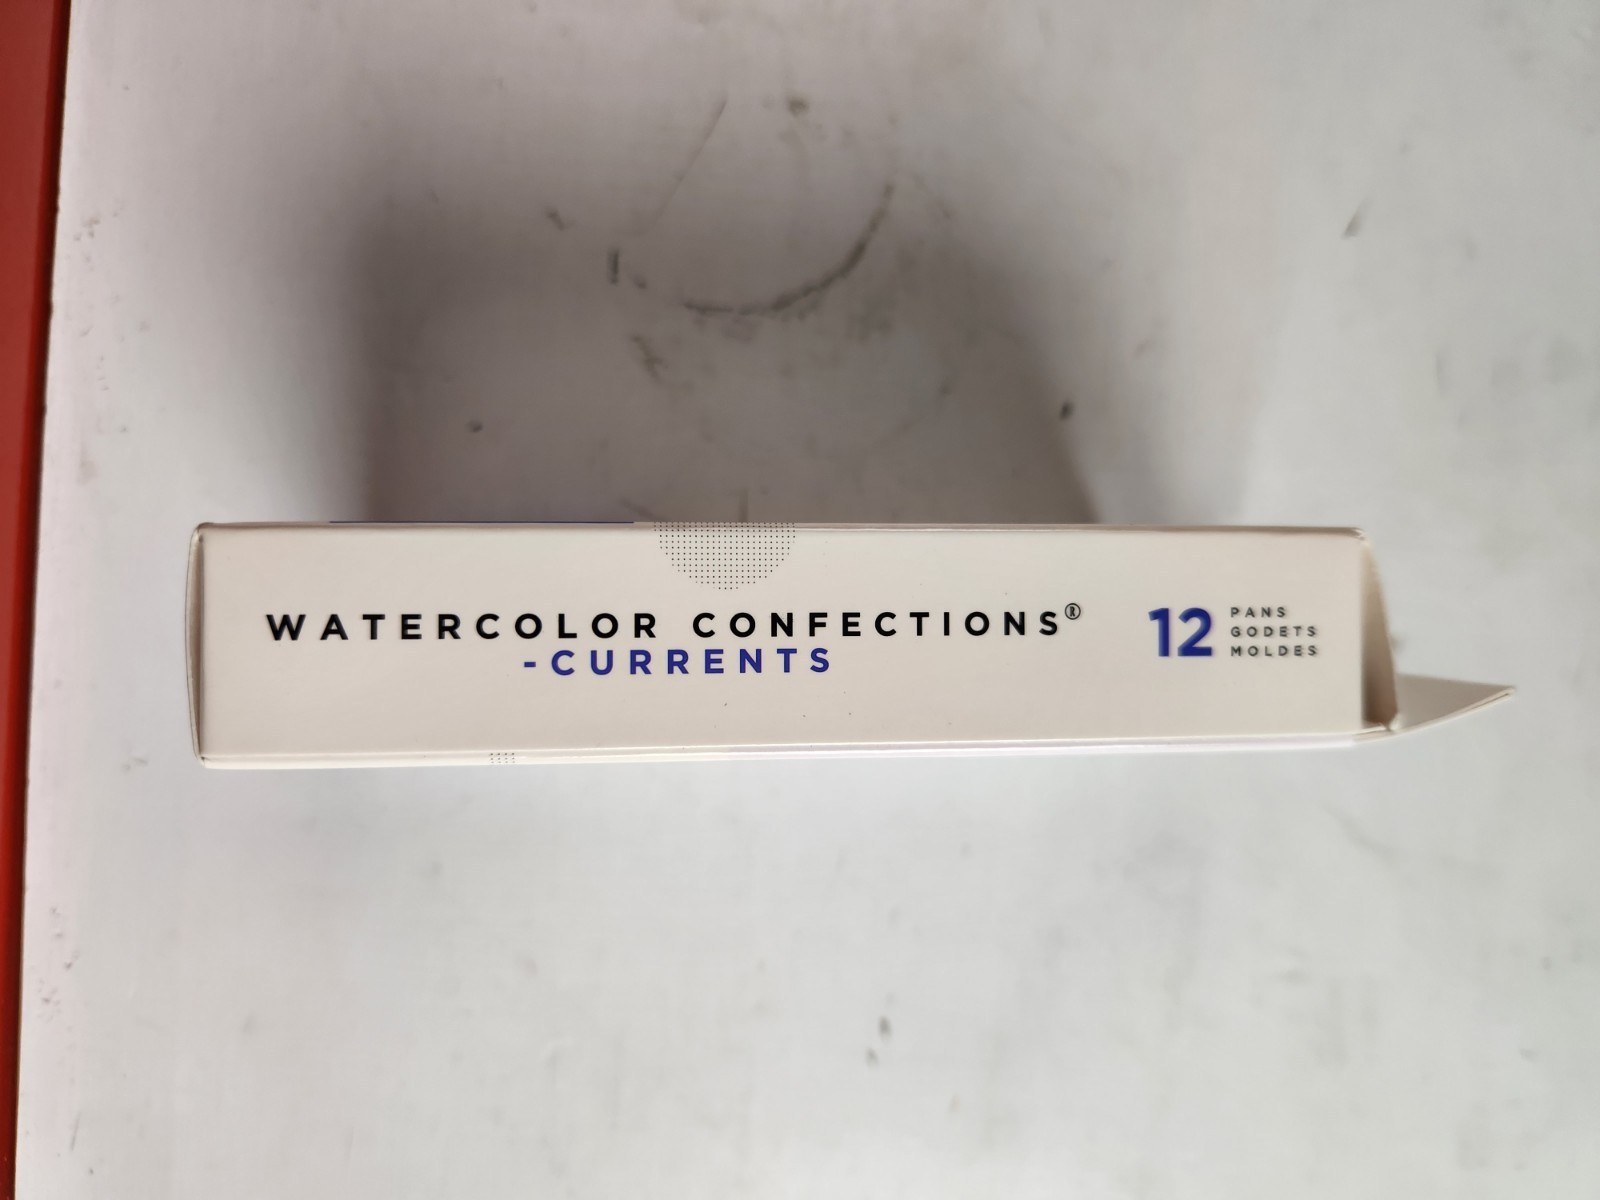 WATERCOLOR CONFECTIONS®
-CURRENTS
12
PANS
GODETS
MOLDES